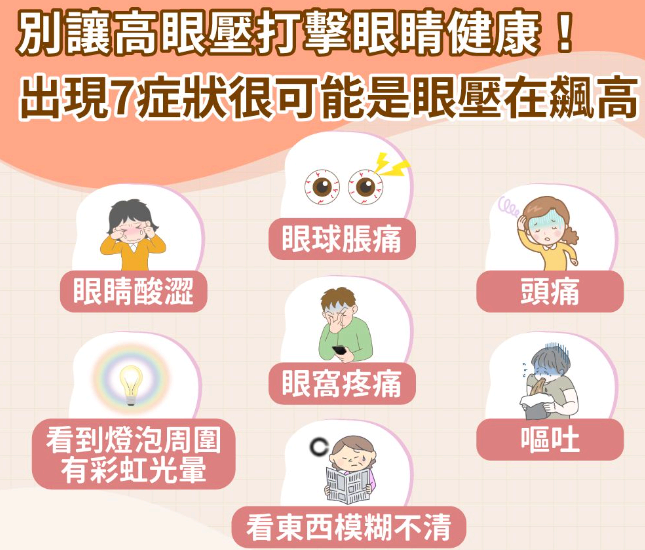 別讓高眼壓打擊眼睛健康！
出現7症狀很可能是眼壓在飆高
眼球脹痛
眼睛酸澀
頭痛
眼窩疼痛
看到燈泡周圍
有彩虹光暈
嘔吐
看東西模糊不清